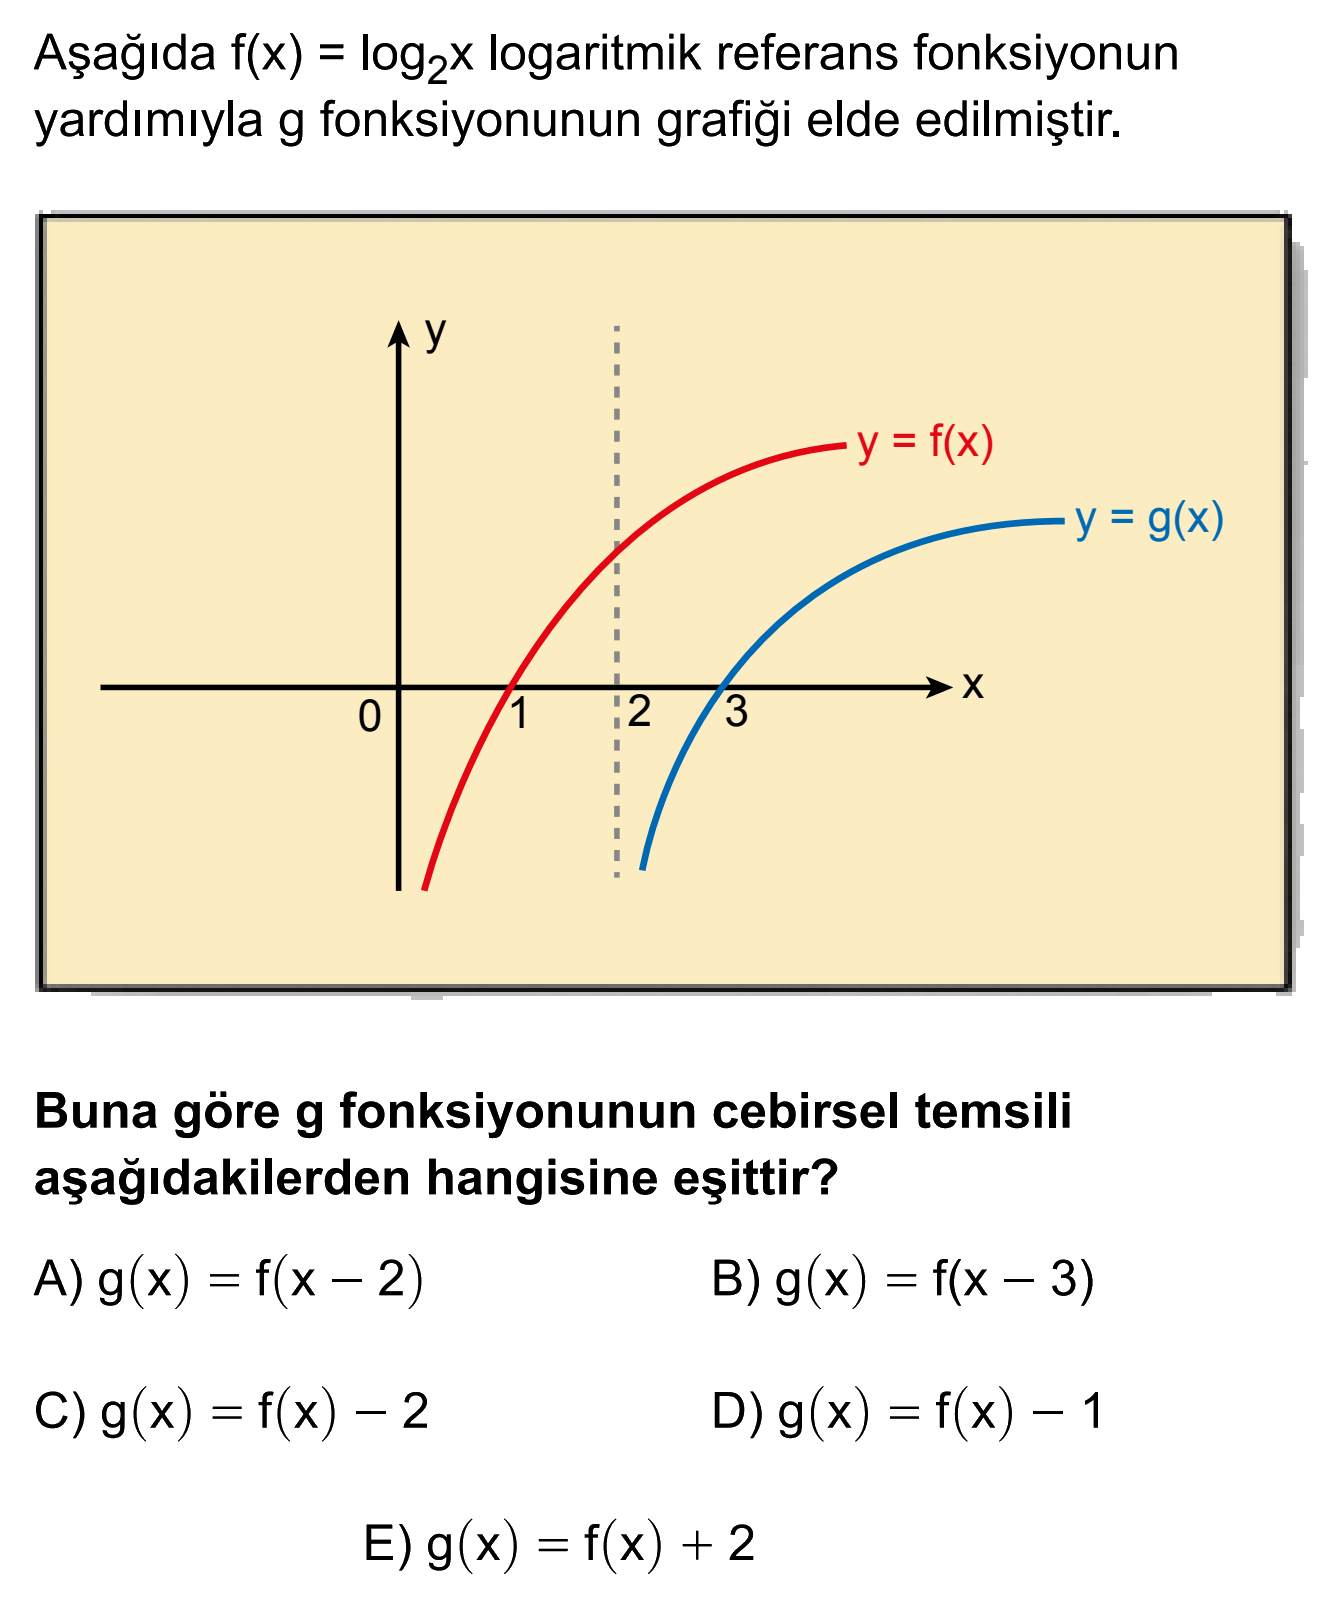 Aşağıda f(x) = log₂x logaritmik referans fonksiyonun
yardımıyla g fonksiyonunun grafiği elde edilmiştir.
y
y = f(x)
y = g(x)
x
0
1
2
3
Buna göre g fonksiyonunun cebirsel temsili
aşağıdakilerden hangisine eşittir?
A) g(x) = f(x − 2)
B) g(x) = f(x − 3)
C) g(x) = f(x) − 2
D) g(x) = f(x) − 1
E) g(x) = f(x) + 2